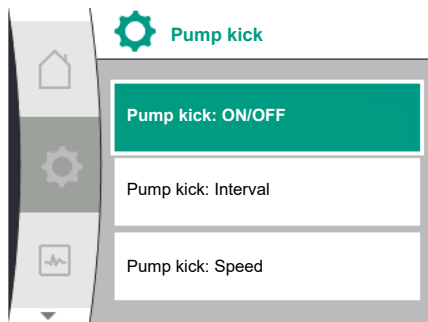 Pump kick
Pump kick: ON/OFF
Pump kick: Interval
Pump kick: Speed